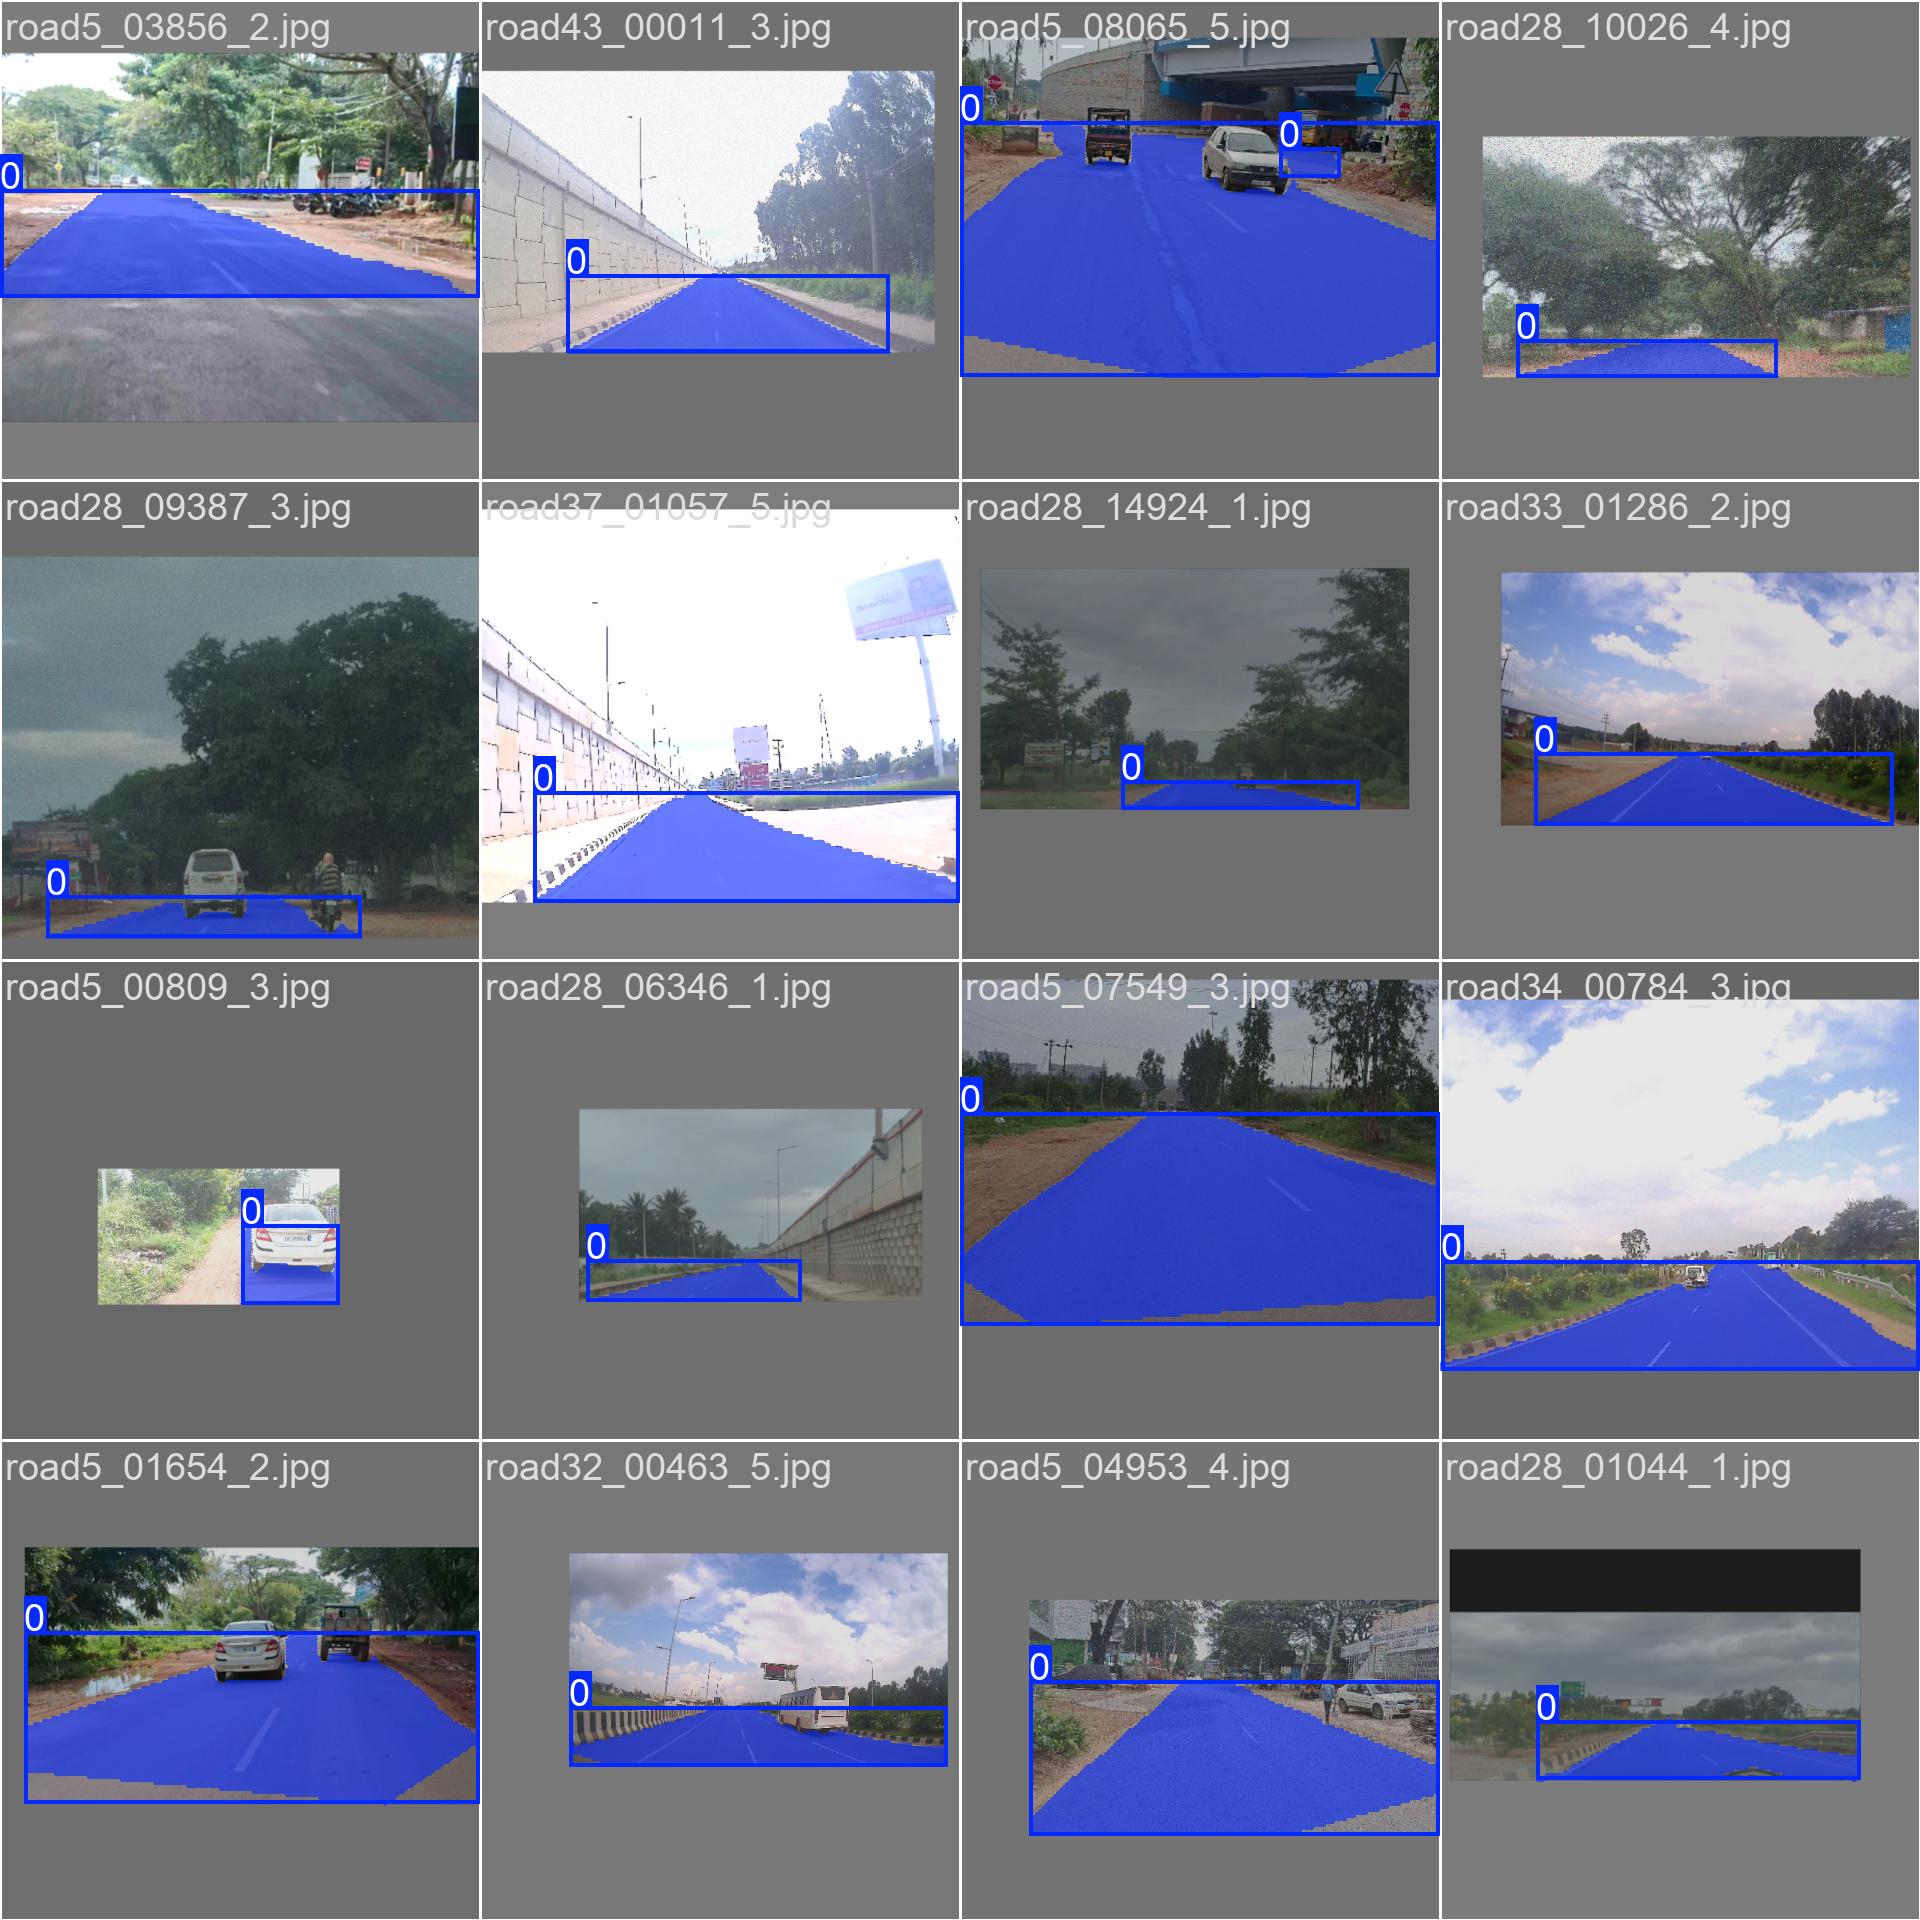 road5_03856_2.jpg
road43_00011_3.jpg
road5_08065_5.jpg
road28_10026_4.jpg
0
0
0
0
0
road28_09387_3.jpg
road37_01057_5.jpg
road28_14924_1.jpg
road33_01286_2.jpg
0
0
0
0
road5_00809_3.jpg
road28_06346_1.jpg
road5_07549_3.jpg
road34_00784_3.jpg
0
0
0
0
road5_01654_2.jpg
road32_00463_5.jpg
road5_04953_4.jpg
road28_01044_1.jpg
0
0
0
0